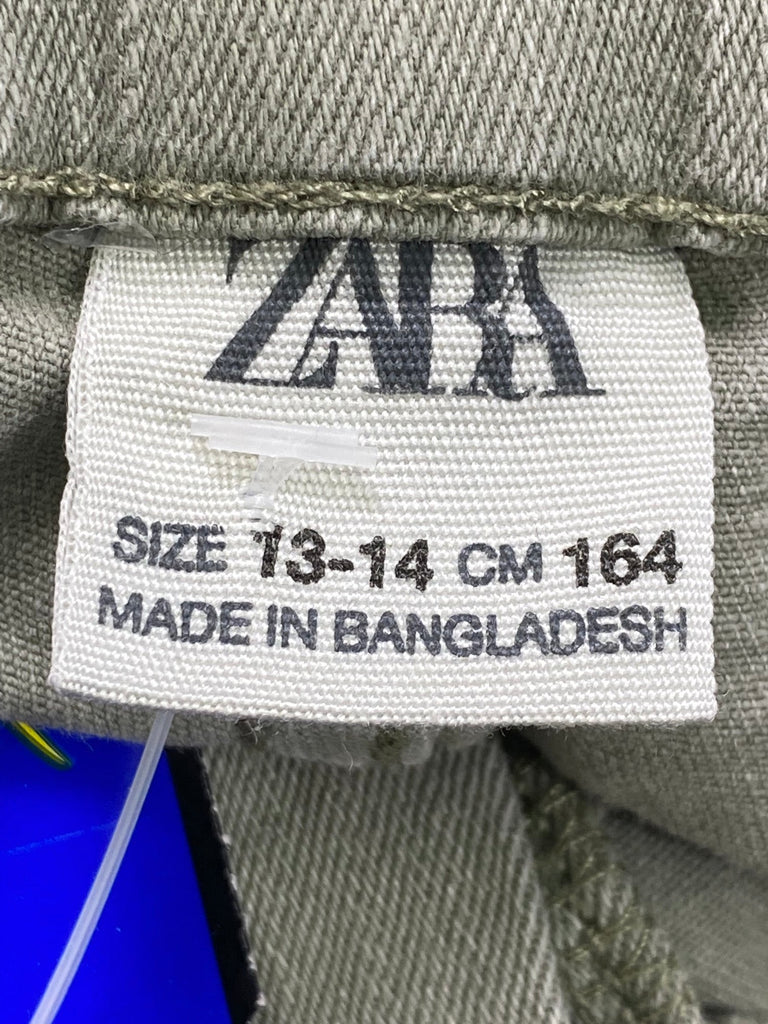 ZARA
SIZE 13-14 CM 164
MADE IN BANGLADESH